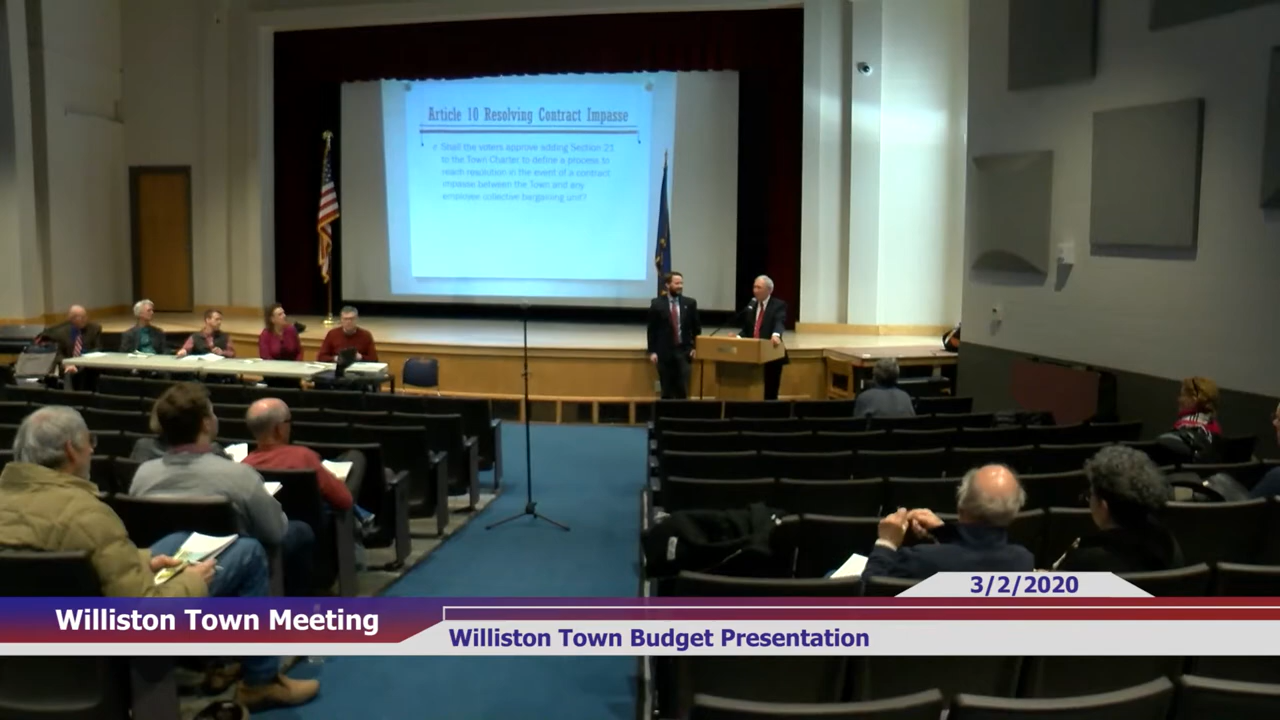 Article 10 Resolving Contract Impasse
Shall the voters approve adding Section 21
to the Town Charter to define a process to
reach resolution in the event of a contract
impasse between the Town and any
employee collective bargaining unit?
3/2/2020
Williston Town Meeting
Williston Town Budget Presentation